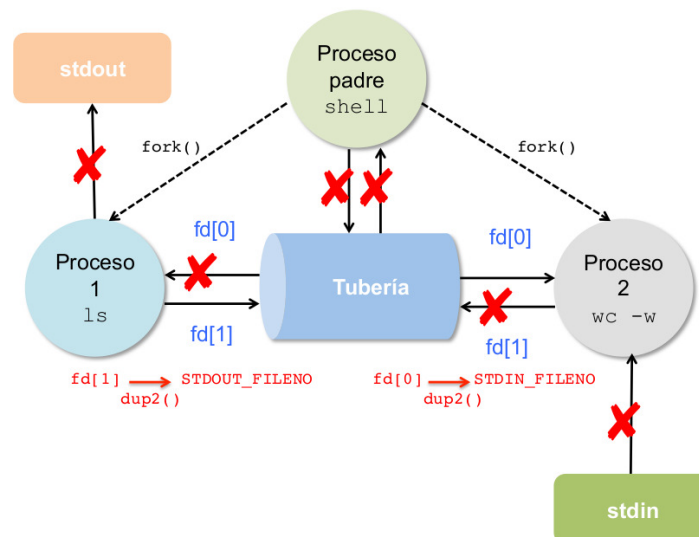 stdout
Proceso
padre
shell
fork()
fork()
fd[0]
fd[0]
Proceso
1
ls
Tubería
Proceso
2
wc -w
fd[1]
fd[1]
fd[1] STDOUT_FILENO
dup2()
fd[0] STDIN_FILENO
dup2()
stdin